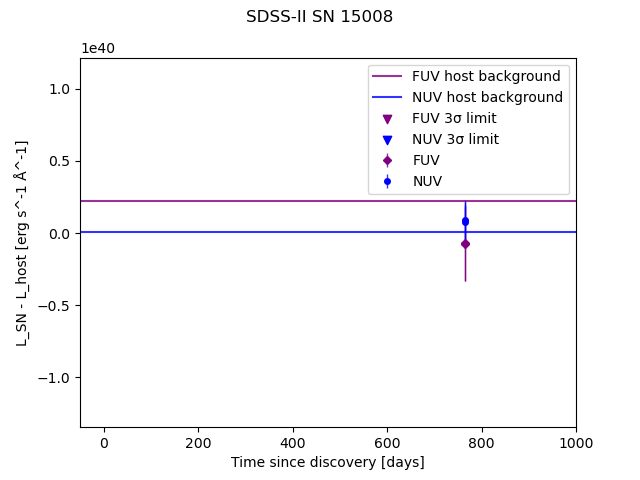 SDSS-II SN 15008
1e40
FUV host background
NUV host background
FUV 3σ limit
NUV 3σ limit
FUV
NUV
1.0
0.5
0.0
−0.5
−1.0
L_SN - L_host [erg s^-1 Å^-1]
0
200
400
600
800
1000
Time since discovery [days]